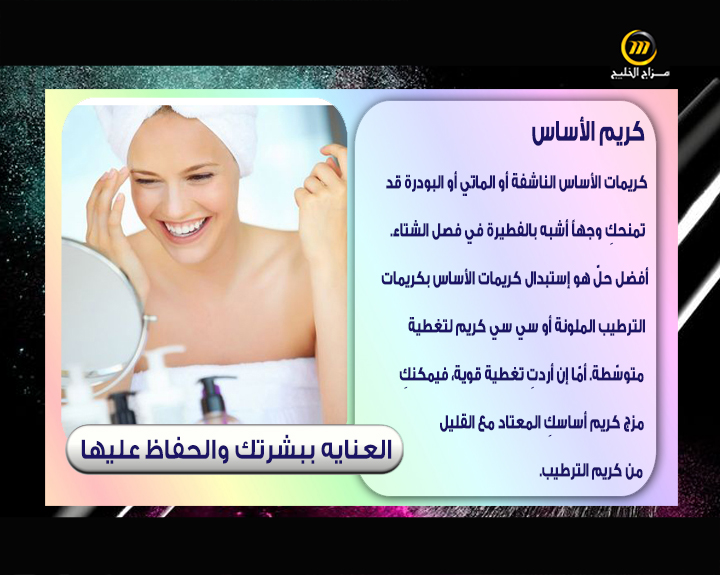 مزاج الخليج
كريم الأساس
كريمات الأساس الناشفة أو الماتي أو البودرة قد
تمنحكِ وجهاً أشبه بالفطيرة في فصل الشتاء.
أفضل حلّ هو إستبدال كريمات الأساس بكريمات
الترطيب الملونة أو سي سي كريم لتغطية
متوسّطة. أمّا إن أردتِ تغطية قوية، فيمكنكِ
مزج كريم أساسكِ المعتاد مع القليل
من كريم الترطيب.
العنايه ببشرتك والحفاظ عليها